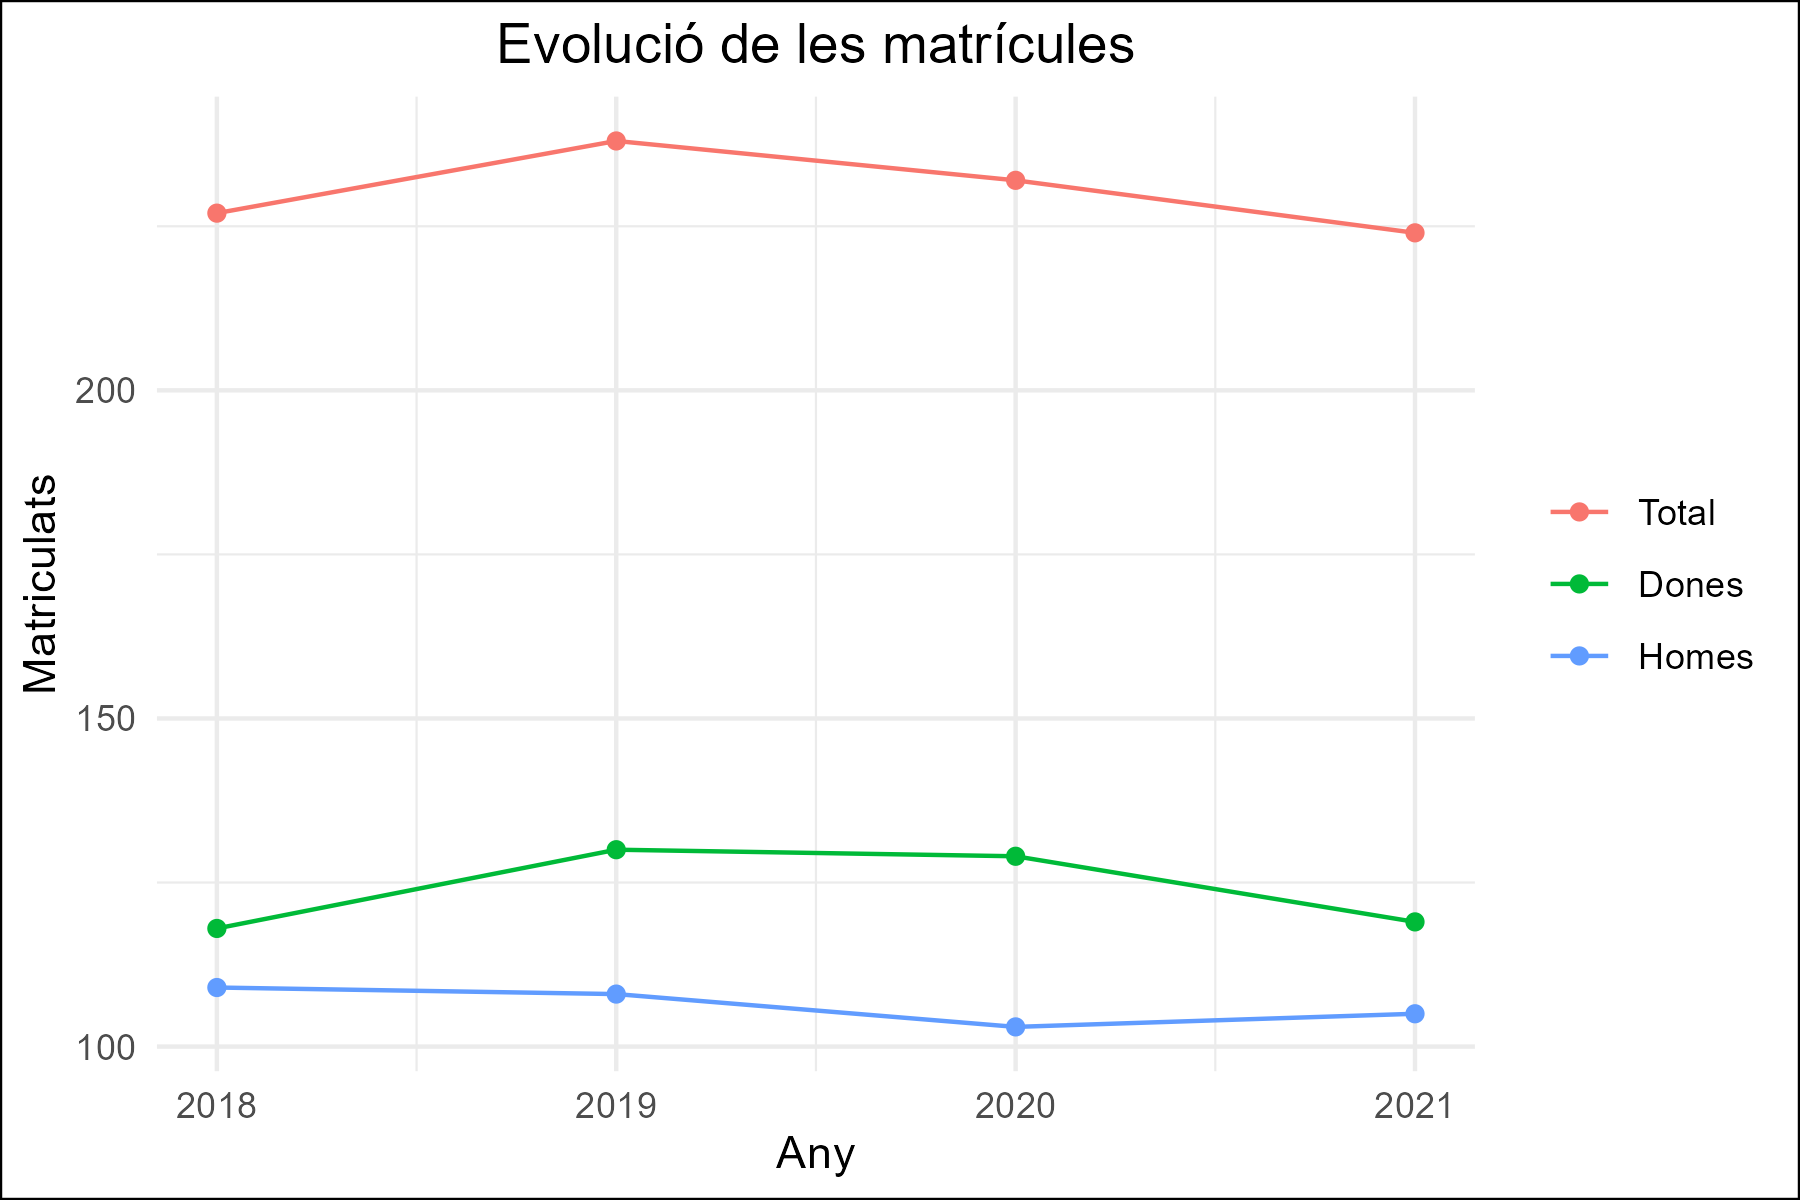 Evolució de les matrícules
Matriculats
200
150
100
2018 2019 2020 2021
Any
Total
Dones
Homes